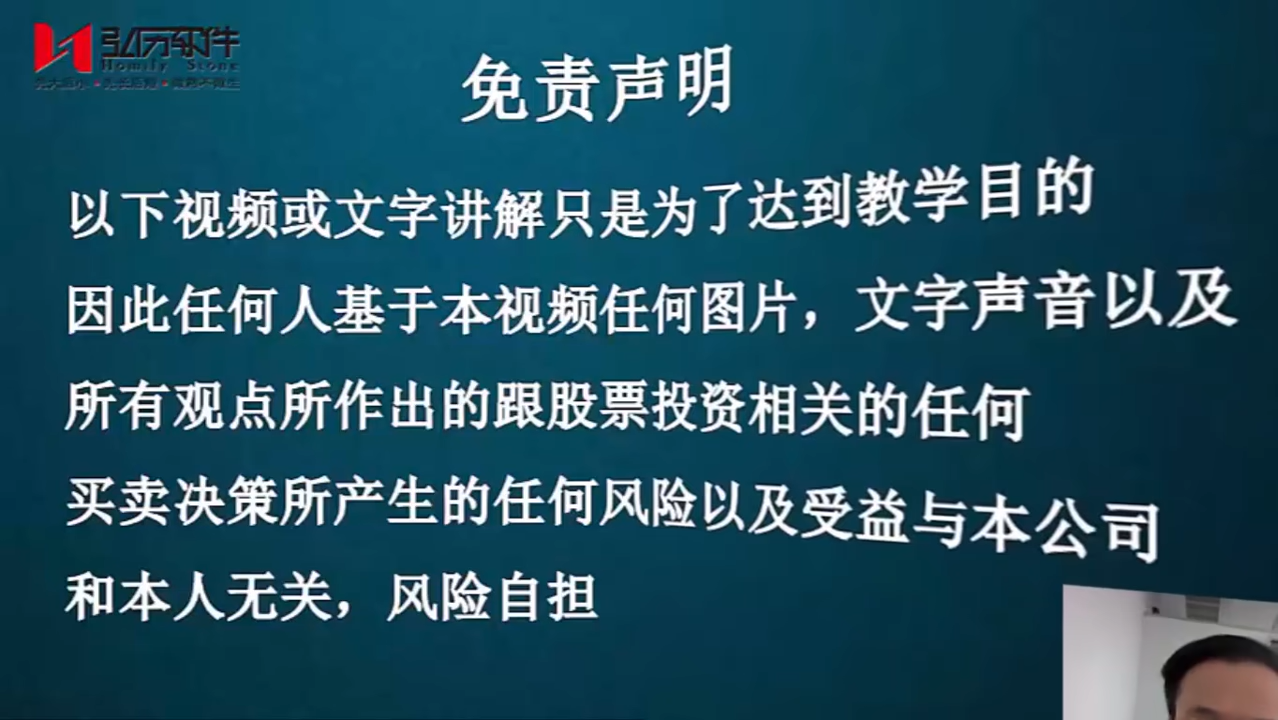 弘历软件
Homily Stone
免责声明
以下视频或文字讲解只是为了达到教学目的
因此任何人基于本视频任何图片，文字声音以及
所有观点所作出的跟股票投资相关的任何
买卖决策所产生的任何风险以及受益与本公司
和本人无关，风险自担